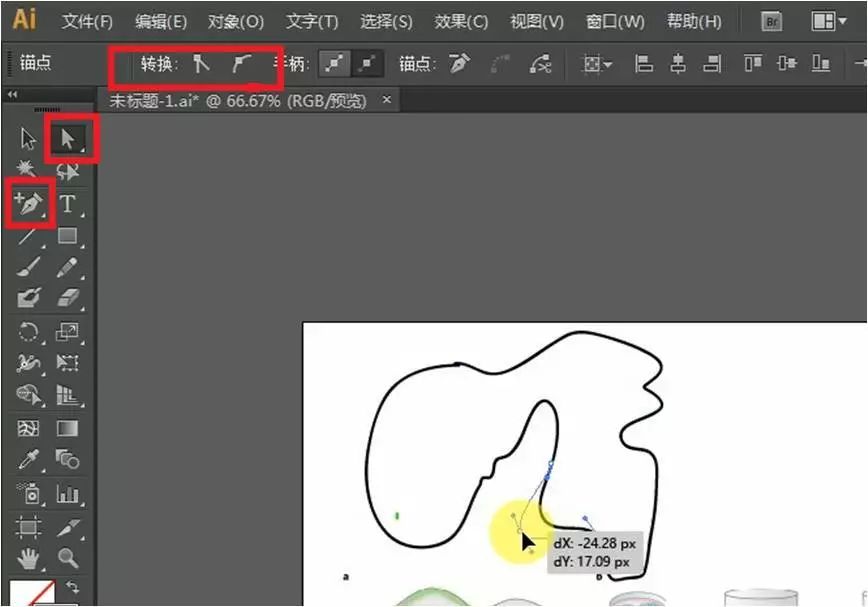 Ai 文件(F) 编辑(E) 对象(O) 文字(T) 选择(S) 效果(C) 视图(V) 窗口(W) 帮助(H) Br
锚点 转换: 手柄: 锚点:
未标题-1.ai* @ 66.67% (RGB/预览) ×
T
dX: -24.28 px
dY: 17.09 px
a b